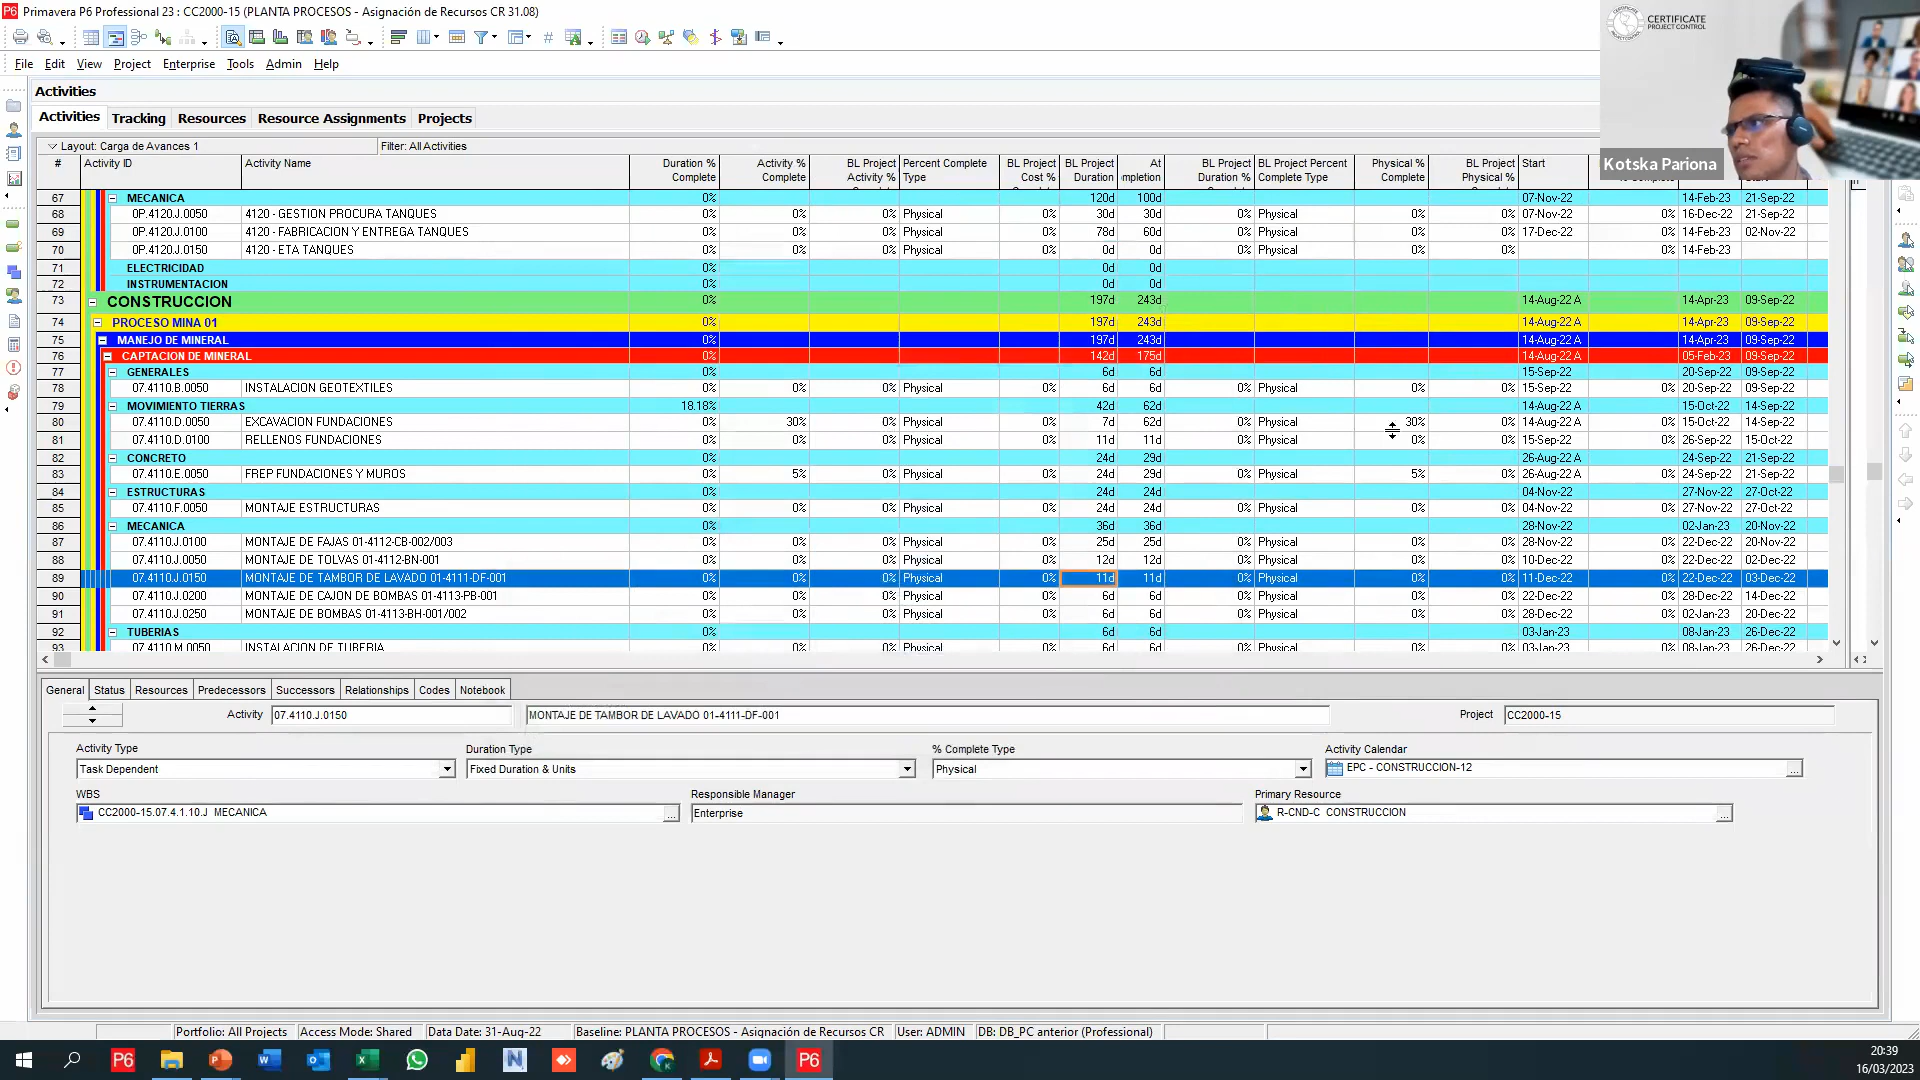 Primavera P6 Professional 23 : CC2000-15 (PLANTA PROCESOS - Asignación de Recursos CR 31.08)
CERTIFICATE
PROJECT CONTROL
File Edit View Project Enterprise Tools Admin Help
Activities
Activities Tracking Resources Resource Assignments Projects
Kotska Pariona
Layout: Carga de Avances 1 Filter: All Activities
# Activity ID Activity Name Duration % Complete Activity % Complete BL Project Activity % Percent Complete Type BL Project Cost % BL Project Duration At mpletion BL Project Duration % BL Project Percent Complete Type Physical % Complete BL Project Physical % Start
67 MECANICA 0% 120d 100d 07-Nov-22 14-Feb-23 21-Sep-22
68 0P.4120.J.0050 4120 - GESTION PROCURA TANQUES 0% 0% 0% Physical 0% 30d 30d 0% Physical 0% 0% 07-Nov-22 0% 16-Dec-22 21-Sep-22
69 0P.4120.J.0100 4120 - FABRICACION Y ENTREGA TANQUES 0% 0% 0% Physical 0% 78d 60d 0% Physical 0% 0% 17-Dec-22 0% 14-Feb-23 02-Nov-22
70 0P.4120.J.0150 4120 - ETA TANQUES 0% 0% 0% Physical 0% 0d 0d 0% Physical 0% 0% 0% 14-Feb-23
71 ELECTRICIDAD 0% 0d 0d
72 INSTRUMENTACION 0% 0d 0d
73 CONSTRUCCION 0% 197d 243d 14-Aug-22 A 14-Apr-23 09-Sep-22
74 PROCESO MINA 01 0% 197d 243d 14-Aug-22 A 14-Apr-23 09-Sep-22
75 MANEJO DE MINERAL 0% 197d 243d 14-Aug-22 A 14-Apr-23 09-Sep-22
76 CAPTACION DE MINERAL 0% 142d 175d 14-Aug-22 A 05-Feb-23 09-Sep-22
77 GENERALES 0% 6d 6d 15-Sep-22 20-Sep-22 09-Sep-22
78 07.4110.B.0050 INSTALACION GEOTEXTILES 0% 0% 0% Physical 0% 6d 6d 0% Physical 0% 0% 15-Sep-22 0% 20-Sep-22 09-Sep-22
79 MOVIMIENTO TIERRAS 18.18% 42d 62d 14-Aug-22 A 15-Oct-22 14-Sep-22
80 07.4110.D.0050 EXCAVACION FUNDACIONES 0% 30% 0% Physical 0% 7d 62d 0% Physical 30% 0% 14-Aug-22 A 0% 15-Oct-22 14-Sep-22
81 07.4110.D.0100 RELLENOS FUNDACIONES 0% 0% 0% Physical 0% 11d 11d 0% Physical 0% 0% 15-Sep-22 0% 26-Sep-22 15-Oct-22
82 CONCRETO 0% 24d 29d 26-Aug-22 A 24-Sep-22 21-Sep-22
83 07.4110.E.0050 FREP FUNDACIONES Y MUROS 0% 5% 0% Physical 0% 24d 29d 0% Physical 5% 0% 26-Aug-22 A 0% 24-Sep-22 21-Sep-22
84 ESTRUCTURAS 0% 24d 24d 04-Nov-22 27-Nov-22 27-Oct-22
85 07.4110.F.0050 MONTAJE ESTRUCTURAS 0% 0% 0% Physical 0% 24d 24d 0% Physical 0% 0% 04-Nov-22 0% 27-Nov-22 27-Oct-22
86 MECANICA 0% 36d 36d 28-Nov-22 02-Jan-23 20-Nov-22
87 07.4110.J.0100 MONTAJE DE FAJAS 01-4112-CB-002/003 0% 0% 0% Physical 0% 25d 25d 0% Physical 0% 0% 28-Nov-22 0% 22-Dec-22 20-Nov-22
88 07.4110.J.0050 MONTAJE DE TOLVAS 01-4112-BN-001 0% 0% 0% Physical 0% 12d 12d 0% Physical 0% 0% 10-Dec-22 0% 22-Dec-22 02-Dec-22
89 07.4110.J.0150 MONTAJE DE TAMBOR DE LAVADO 01-4111-DF-001 0% 0% 0% Physical 0% 11d 11d 0% Physical 0% 0% 11-Dec-22 0% 22-Dec-22 03-Dec-22
90 07.4110.J.0200 MONTAJE DE CAJON DE BOMBAS 01-4113-PB-001 0% 0% 0% Physical 0% 6d 6d 0% Physical 0% 0% 22-Dec-22 0% 28-Dec-22 14-Dec-22
91 07.4110.J.0250 MONTAJE DE BOMBAS 01-4113-BH-001/002 0% 0% 0% Physical 0% 6d 6d 0% Physical 0% 0% 28-Dec-22 0% 02-Jan-23 20-Dec-22
92 TUBERIAS 0% 6d 6d 03-Jan-23 08-Jan-23 26-Dec-22
93 07.4110.M.0050 INSTALACION DE TUBERIA 0% 0% 0% Physical 0% 6d 6d 0% Physical 0% 0% 03-Jan-23 0% 08-Jan-23 26-Dec-22
General Status Resources Predecessors Successors Relationships Codes Notebook
Activity 07.4110.J.0150 MONTAJE DE TAMBOR DE LAVADO 01-4111-DF-001 Project CC2000-15
Activity Type Duration Type % Complete Type Activity Calendar
Task Dependent Fixed Duration & Units Physical EPC - CONSTRUCCION-12
WBS Responsible Manager Primary Resource
CC2000-15.07.4.1.10.J MECANICA Enterprise R-CND-C CONSTRUCCION
Portfolio: All Projects Access Mode: Shared Data Date: 31-Aug-22 Baseline: PLANTA PROCESOS - Asignación de Recursos CR User: ADMIN DB: DB_PC anterior (Professional)
20:39
16/03/2023